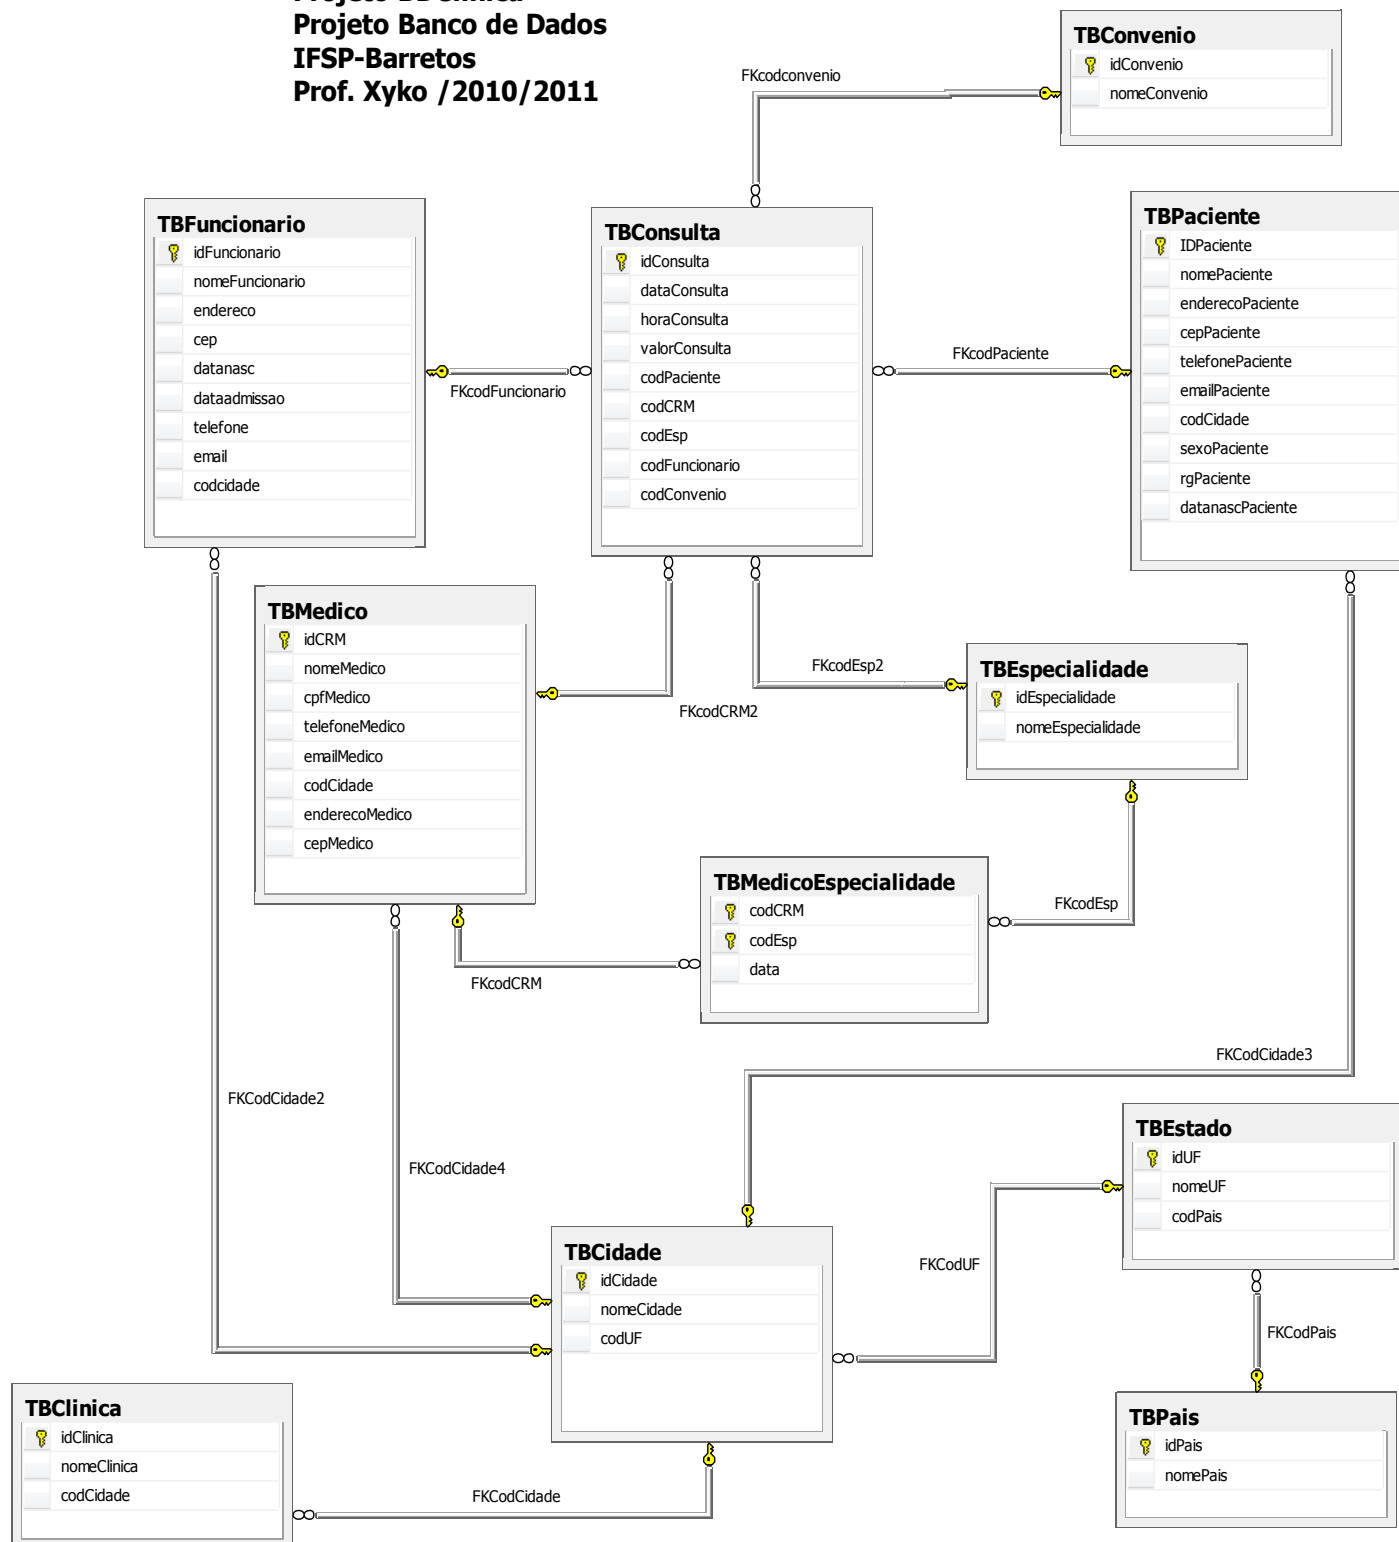 Projeto Banco de Dados
IFSP-Barretos
Prof. Xyko /2010/2011
FKcodconvenio
TBConvenio
idConvenio
nomeConvenio
TBFuncionario
idFuncionario
nomeFuncionario
endereco
cep
datanasc
dataadmissao
telefone
email
codcidade
FKcodFuncionario
TBConsulta
idConsulta
dataConsulta
horaConsulta
valorConsulta
codPaciente
codCRM
codEsp
codFuncionario
codConvenio
FKcodPaciente
TBPaciente
IDPaciente
nomePaciente
enderecoPaciente
cepPaciente
telefonePaciente
emailPaciente
codCidade
sexoPaciente
rgPaciente
datanascPaciente
TBMedico
idCRM
nomeMedico
cpfMedico
telefoneMedico
emailMedico
codCidade
enderecoMedico
cepMedico
FKcodCRM2
FKcodEsp2
TBEspecialidade
idEspecialidade
nomeEspecialidade
TBMedicoEspecialidade
codCRM
codEsp
data
FKcodEsp
FKcodCRM
FKCodCidade3
FKCodCidade2
FKCodCidade4
TBEstado
idUF
nomeUF
codPais
TBCidade
idCidade
nomeCidade
codUF
FKCodUF
FKCodPais
TBClinica
idClinica
nomeClinica
codCidade
FKCodCidade
TBPais
idPais
nomePais